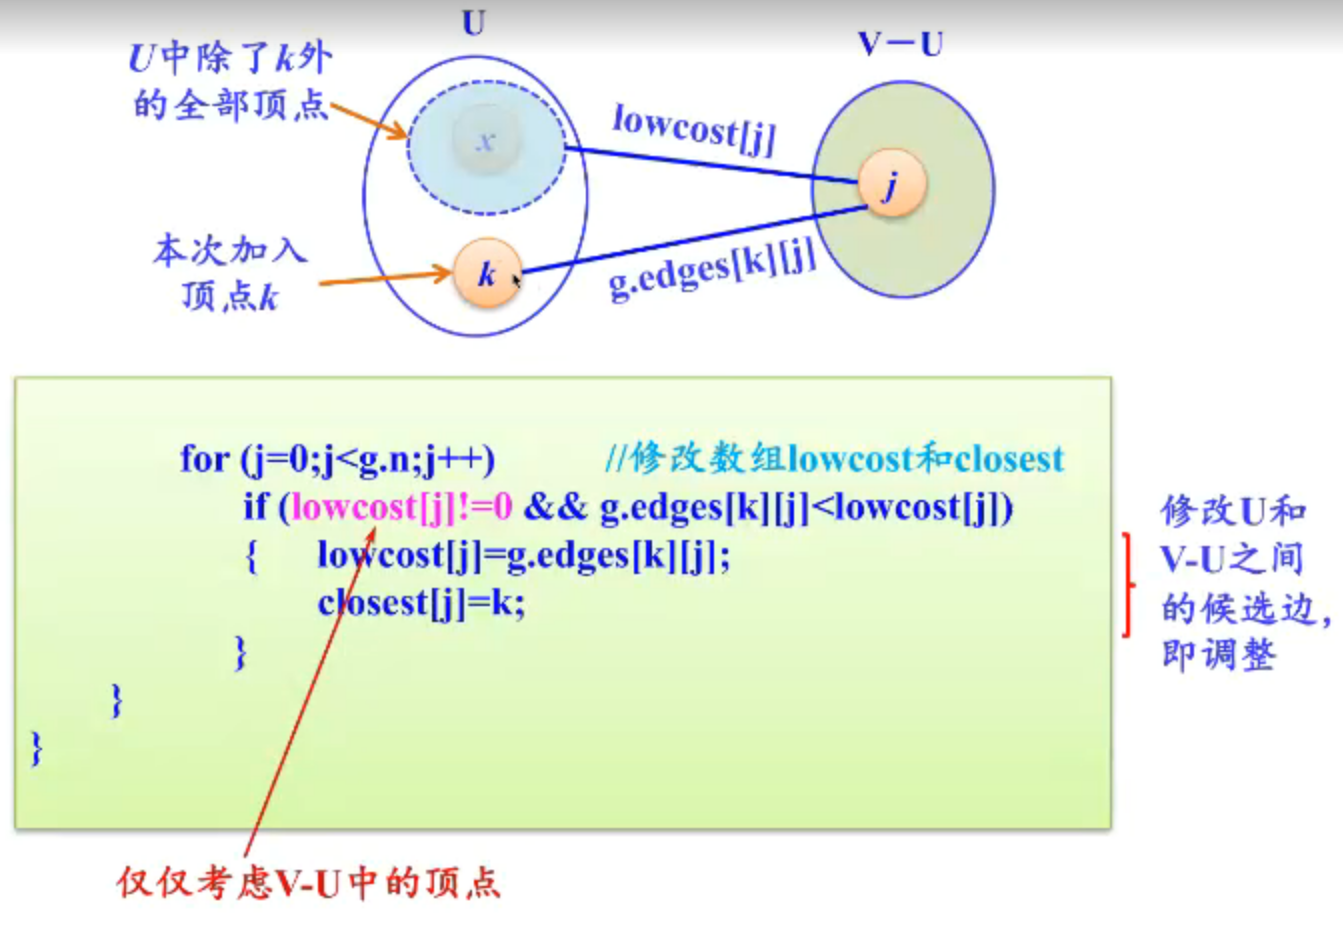 U
V－U
U中除了k外
的全部顶点
x
lowcost[j]
j
本次加入
顶点k
k
g.edges[k][j]
for (j=0;j<g.n;j++) //修改数组lowcost和closest
if (lowcost[j]!=0 && g.edges[k][j]<lowcost[j])
{ lowcost[j]=g.edges[k][j];
closest[j]=k;
}
}
}
修改U和
V-U之间
的候选边，
即调整
仅仅考虑V-U中的顶点